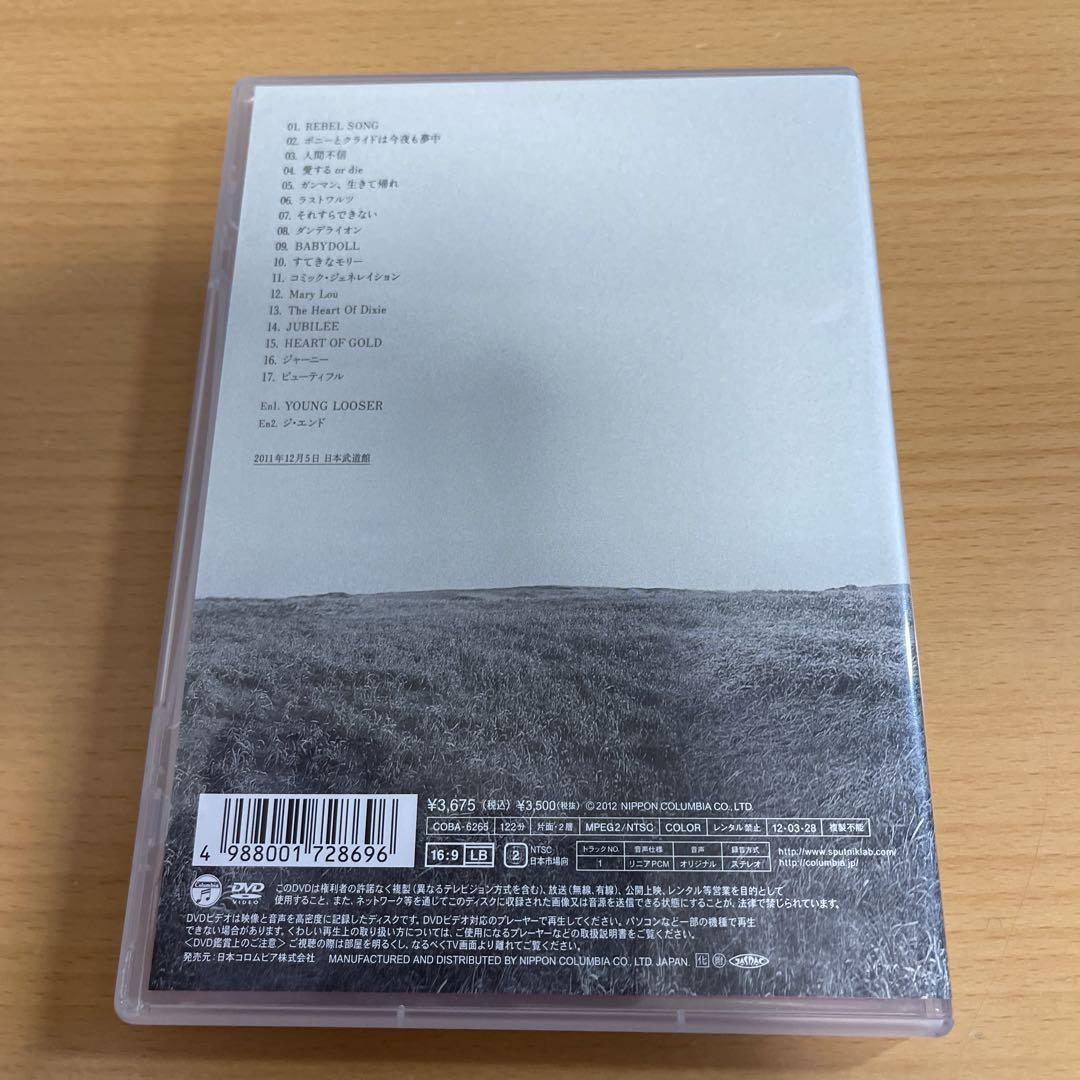 01. REBEL SONG
02. ボニーとクライドは今夜も夢中
03. 人間不信
04. 愛する or die
05. ガンマン、生きて帰れ
06. ラストワルツ
07. それすらできない
08. ダンデライオン
09. BABYDOLL
10. すてきなモリー
11. コミック・ジェネレイション
12. Mary Lou
13. The Heart Of Dixie
14. JUBILEE
15. HEART OF GOLD
16. ジャーニー
17. ビューティフル
En1. YOUNG LOOSER
En2. ジ・エンド
2011年12月5日 日本武道館
¥3,675（税込）¥3,500（税抜） © 2012 NIPPON COLUMBIA CO., LTD.
COBA-6265 122分 片面・2層 MPEG2/NTSC COLOR レンタル禁止 12・03・28 複製不能
16:9 LB 2 NTSC 日本市場向
トラックNO. 音声仕様 音声 録音方式
1 リニアPCM オリジナル ステレオ
http://www.sputniklab.com/
http://columbia.jp/
4 988001 728696
Columbia DVD VIDEO
このDVDは権利者の許諾なく複製（異なるテレビジョン方式を含む）、放送（無線、有線）、公開上映、レンタル等営業を目的として
使用すること、また、ネットワーク等を通じてこのディスクに収録された画像又は音源を送信できる状態にすることが、法律で禁じられています。
DVDビデオは映像と音声を高密度に記録したディスクです。DVDビデオ対応のプレーヤーで再生してください。パソコンなど一部の機種で再生
できない場合があります。くわしい再生上の取り扱い方については、ご使用になるプレーヤーなどの取扱説明書をご覧ください。
＜DVD鑑賞上のご注意＞ ご視聴の際は部屋を明るくし、なるべくTV画面より離れてご覧ください。
発売元：日本コロムビア株式会社 MANUFACTURED AND DISTRIBUTED BY NIPPON COLUMBIA CO., LTD. JAPAN. 化 附 JASRAC